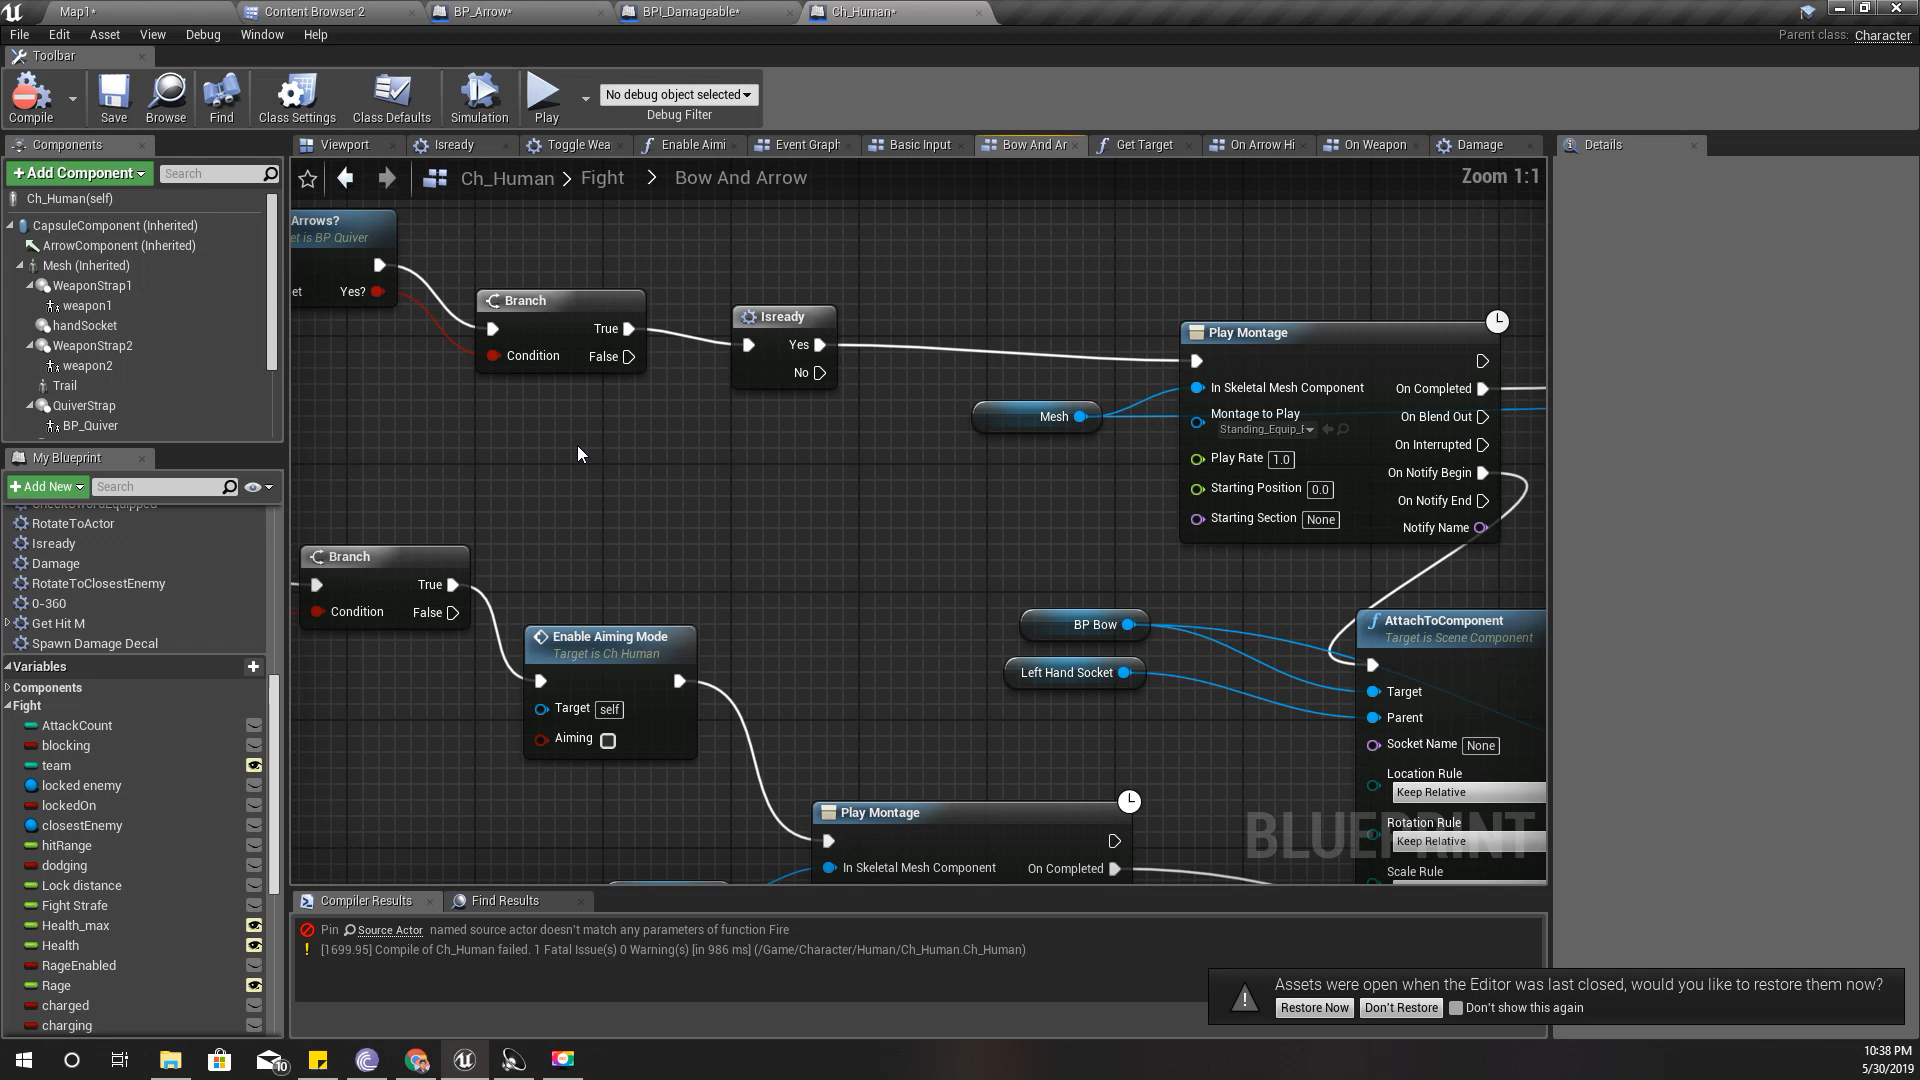 Map1*
Content Browser 2
BP_Arrow*
BPI_Damageable*
Ch_Human*
File Edit Asset View Debug Window Help
Parent class: Character
Toolbar
Compile
Save
Browse
Find
Class Settings
Class Defaults
Simulation
Play
No debug object selected
Debug Filter
Components
+Add Component
Search
Ch_Human(self)
CapsuleComponent (Inherited)
ArrowComponent (Inherited)
Mesh (Inherited)
WeaponStrap1
weapon1
handSocket
WeaponStrap2
weapon2
Trail
QuiverStrap
BP_Quiver
My Blueprint
+Add New
Search
CheckSwordEquipped
RotateToActor
Isready
Damage
RotateToClosestEnemy
0-360
Get Hit M
Spawn Damage Decal
Variables
Components
Fight
AttackCount
blocking
team
locked enemy
lockedOn
closestEnemy
hitRange
dodging
Lock distance
Fight Strafe
Health_max
Health
RageEnabled
Rage
charged
charging
Viewport
Isready
Toggle Wea
Enable Aimi
Event Graph
Basic Input
Bow And Ar
Get Target
On Arrow Hi
On Weapon
Damage
Details
Ch_Human > Fight > Bow And Arrow
Zoom 1:1
Arrows?
et is BP Quiver
et Yes?
Branch
True
Condition False
Isready
Yes
No
Mesh
Play Montage
In Skeletal Mesh Component On Completed
Montage to Play On Blend Out
Standing_Equip_
On Interrupted
Play Rate 1.0
On Notify Begin
Starting Position 0.0
On Notify End
Starting Section None
Notify Name
Branch
True
Condition False
Enable Aiming Mode
Target is Ch Human
Target self
Aiming
BP Bow
Left Hand Socket
AttachToComponent
Target is Scene Component
Target
Parent
Socket Name None
Location Rule
Keep Relative
Rotation Rule
Keep Relative
Scale Rule
Play Montage
In Skeletal Mesh Component On Completed
BLUEPRINT
Compiler Results
Find Results
Pin Source Actor named source actor doesn't match any parameters of function Fire
[1699.95] Compile of Ch_Human failed. 1 Fatal Issue(s) 0 Warning(s) [in 986 ms] (/Game/Character/Human/Ch_Human.Ch_Human)
Assets were open when the Editor was last closed, would you like to restore them now?
Restore Now Don't Restore Don't show this again
10
10:38 PM
5/30/2019